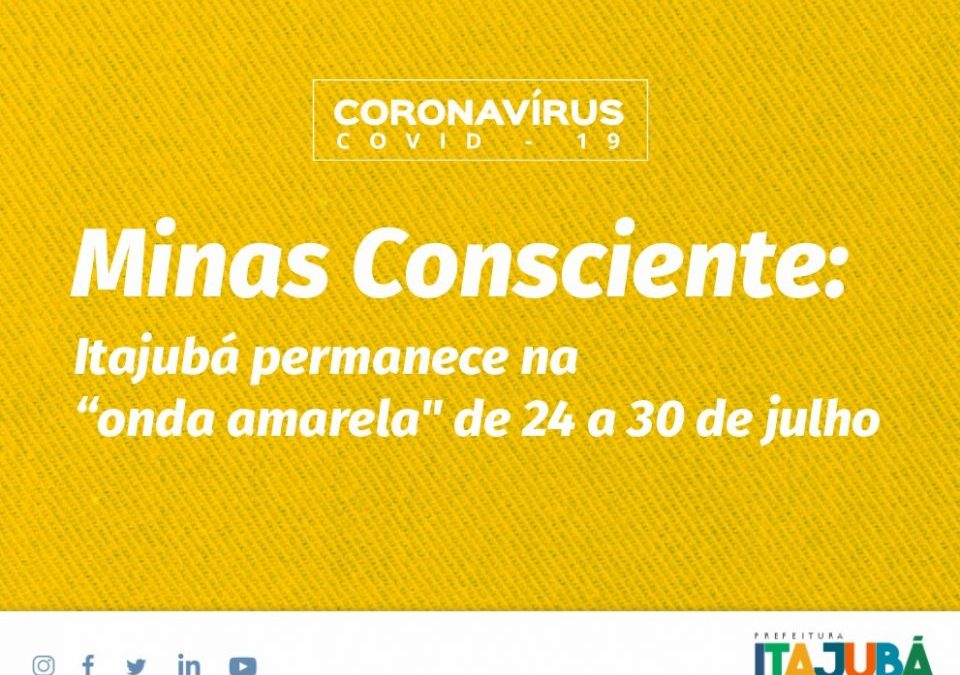 CORONAVÍRUS
COVID - 19
Minas Consciente:
Itajubá permanece na
“onda amarela" de 24 a 30 de julho
PREFEITURA
ITAJUBÁ